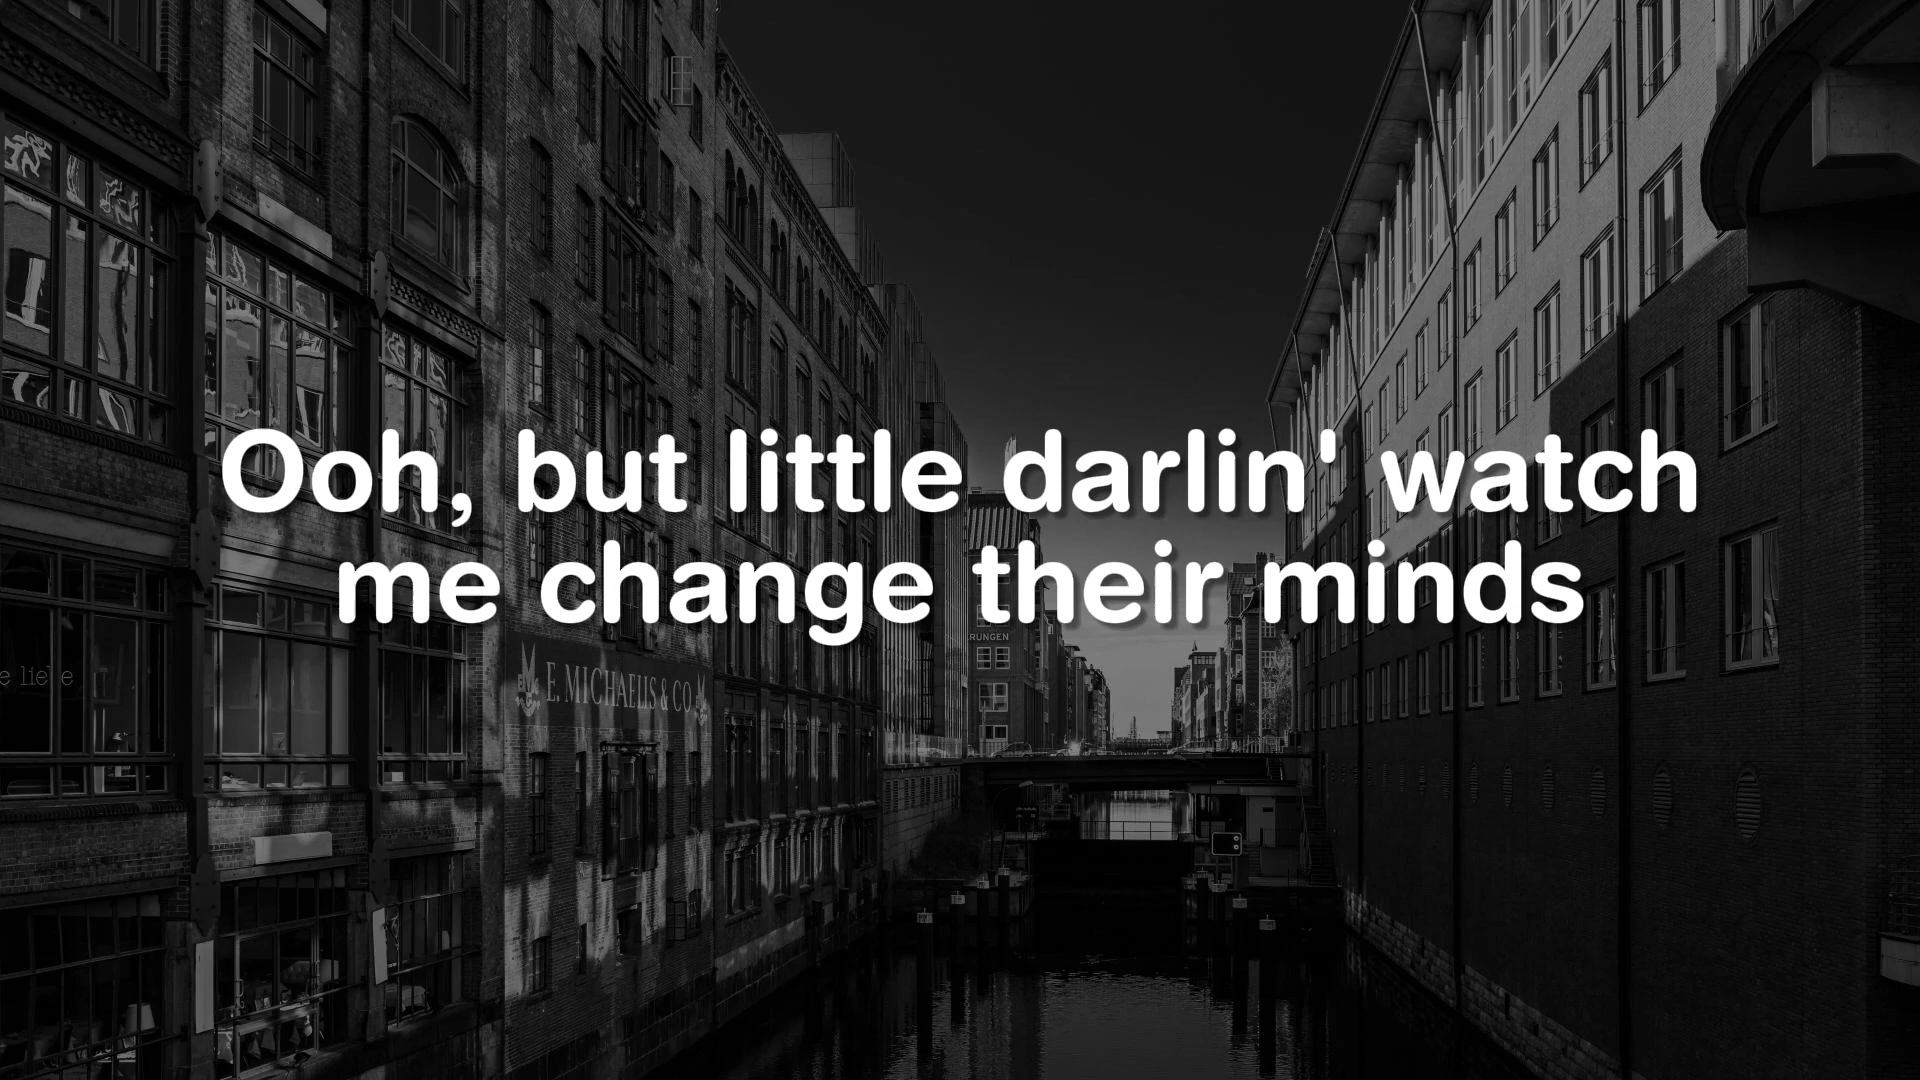 Ooh, but little darlin' watch
me change their minds
RUNGEN
E. MICHAELIS & CO